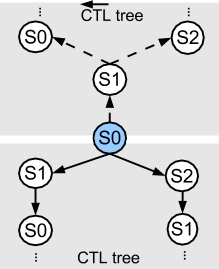 CTL tree
S0 S2
S1
S0
S1 S2
S0 S1
CTL tree